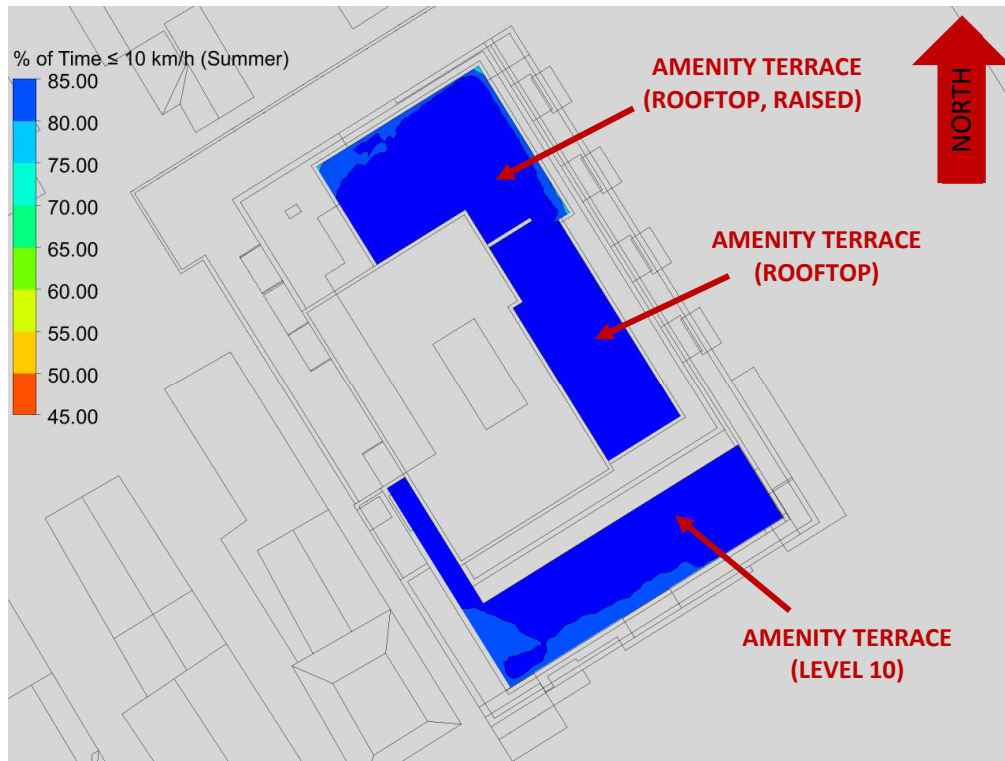 % of Time ≤ 10 km/h (Summer)
85.00
80.00
75.00
70.00
65.00
60.00
55.00
50.00
45.00
AMENITY TERRACE
(ROOFTOP, RAISED)
NORTH
AMENITY TERRACE
(ROOFTOP)
AMENITY TERRACE
(LEVEL 10)